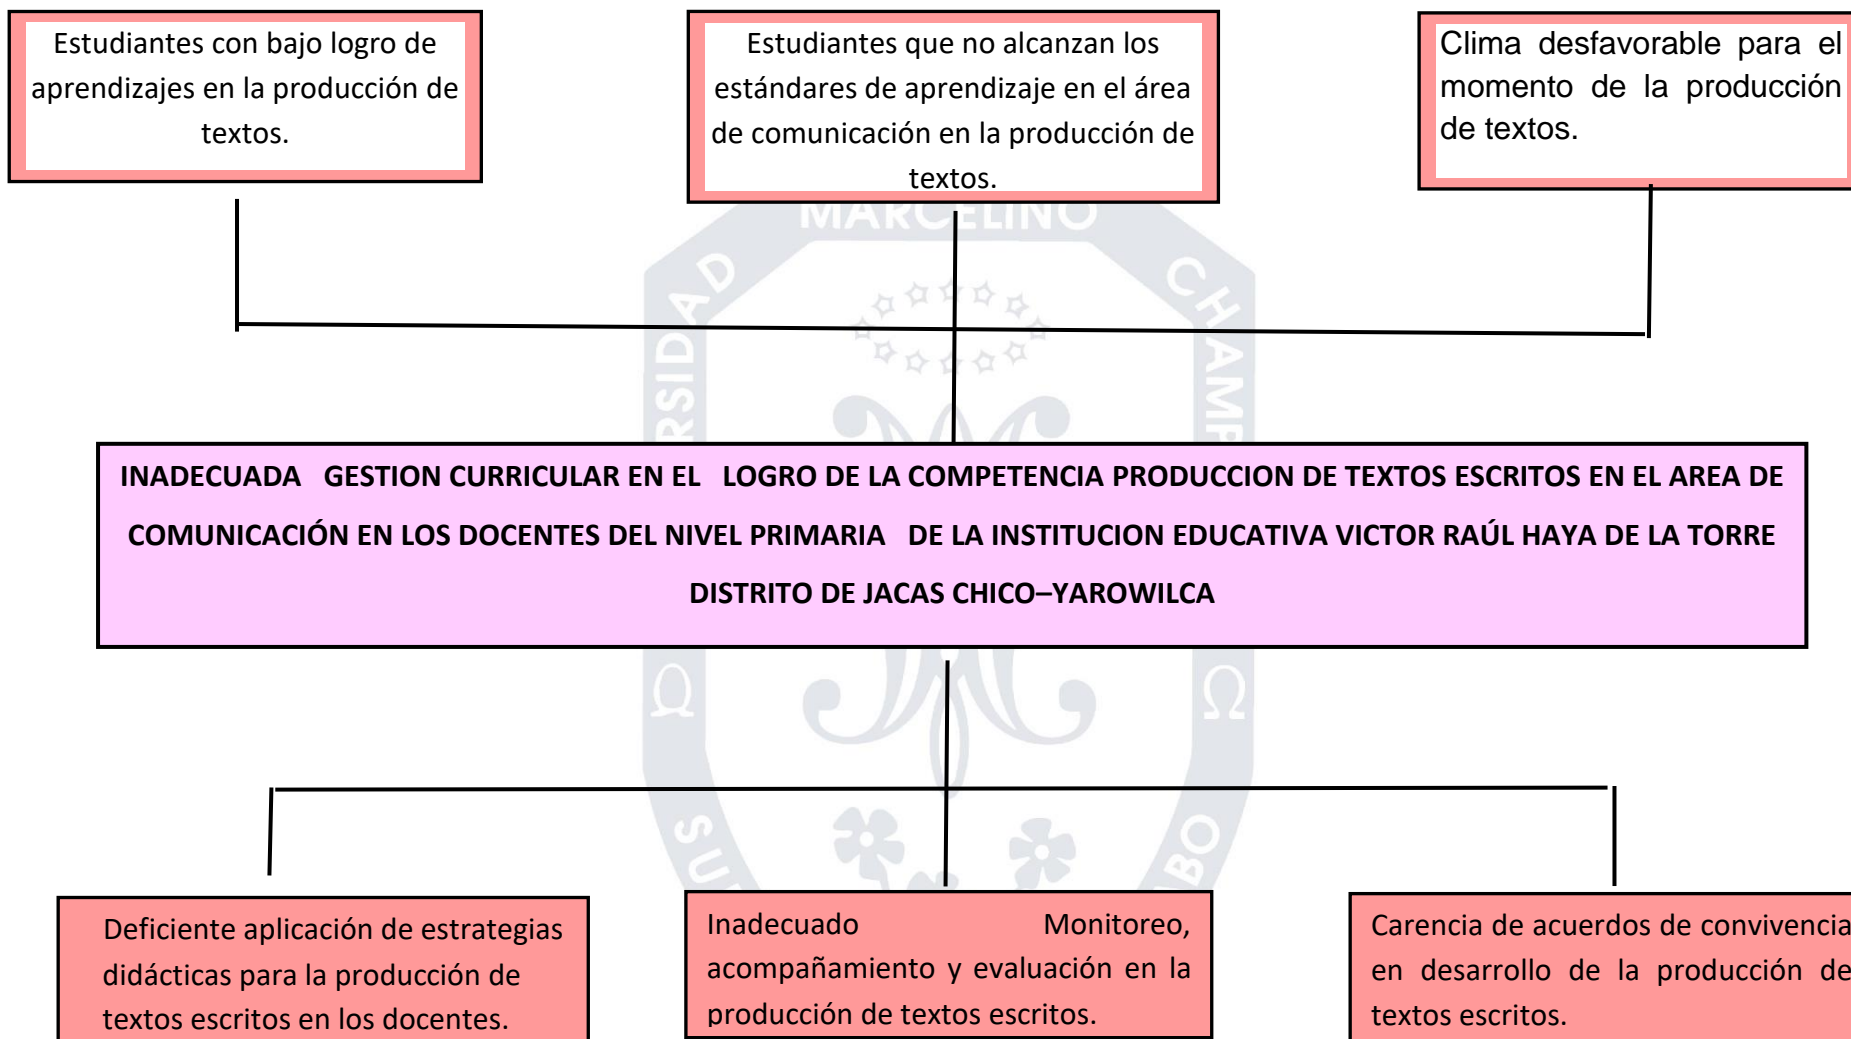 Estudiantes con bajo logro de
aprendizajes en la producción de
textos.
Estudiantes que no alcanzan los
estándares de aprendizaje en el área
de comunicación en la producción de
textos.
Clima desfavorable para el
momento de la producción
de textos.
MARCELINO
CHAMP
RSIDAD
INADECUADA GESTION CURRICULAR EN EL LOGRO DE LA COMPETENCIA PRODUCCION DE TEXTOS ESCRITOS EN EL AREA DE
COMUNICACIÓN EN LOS DOCENTES DEL NIVEL PRIMARIA DE LA INSTITUCION EDUCATIVA VICTOR RAÚL HAYA DE LA TORRE
DISTRITO DE JACAS CHICO–YAROWILCA
Ω Ω
SU
BO
Deficiente aplicación de estrategias
didácticas para la producción de
textos escritos en los docentes.
Inadecuado Monitoreo,
acompañamiento y evaluación en la
producción de textos escritos.
Carencia de acuerdos de convivencia
en desarrollo de la producción de
textos escritos.